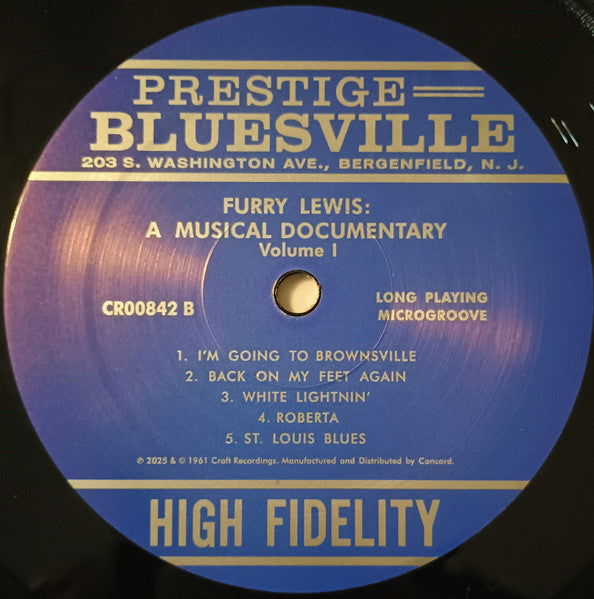 PRESTIGE
BLUESVILLE
203 S. WASHINGTON AVE., BERGENFIELD, N. J.
FURRY LEWIS:
A MUSICAL DOCUMENTARY
Volume I
CR00842 B
LONG PLAYING
MICROGROOVE
1. I'M GOING TO BROWNSVILLE
2. BACK ON MY FEET AGAIN
3. WHITE LIGHTNIN'
4. ROBERTA
5. ST. LOUIS BLUES
℗ 2025 & © 1961 Craft Recordings. Manufactured and Distributed by Concord.
HIGH FIDELITY